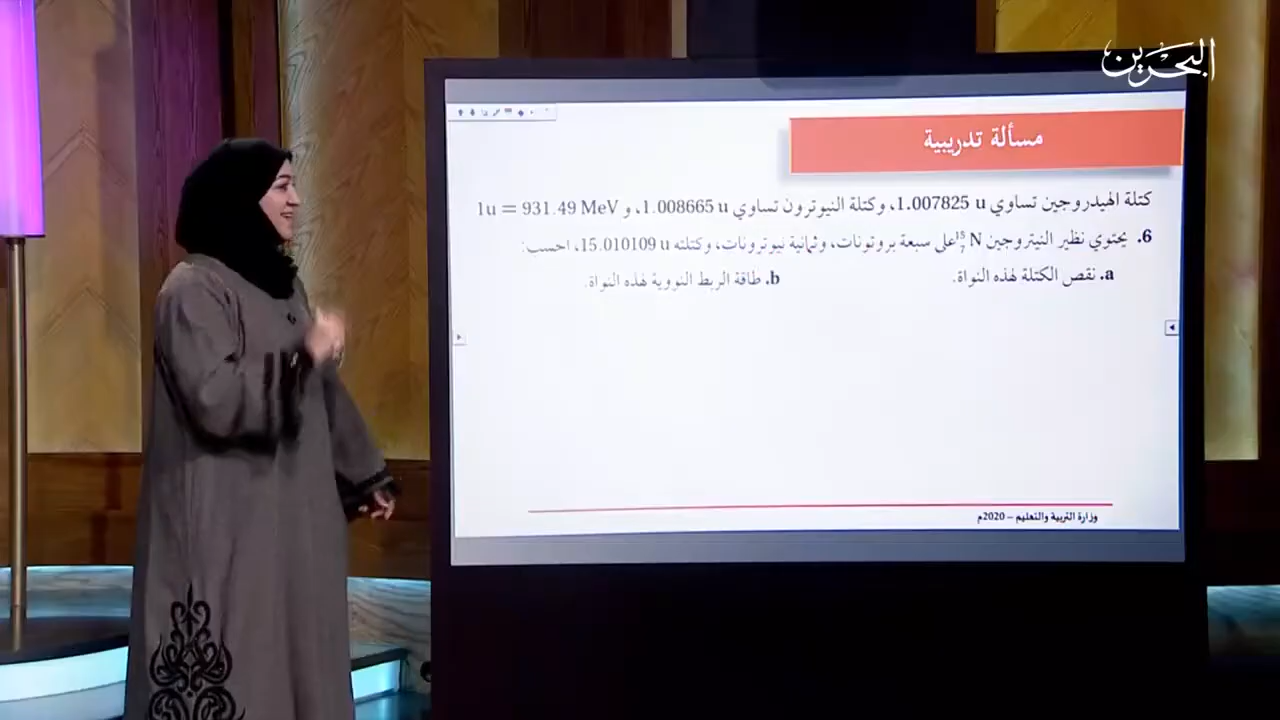 البحرين
مسألة تدريبية
كتلة الهيدروجين تساوي 1.007825 u، وكتلة النيوترون تساوي 1.008665 u، و 1u = 931.49 MeV
6. يحتوي نظير النيتروجين ¹⁵₇N على سبعة بروتونات، وثمانية نيوترونات، وكتلته 15.010109 u، احسب:
a. نقص الكتلة لهذه النواة. b. طاقة الربط النووية لهذه النواة.
وزارة التربية والتعليم – 2020م